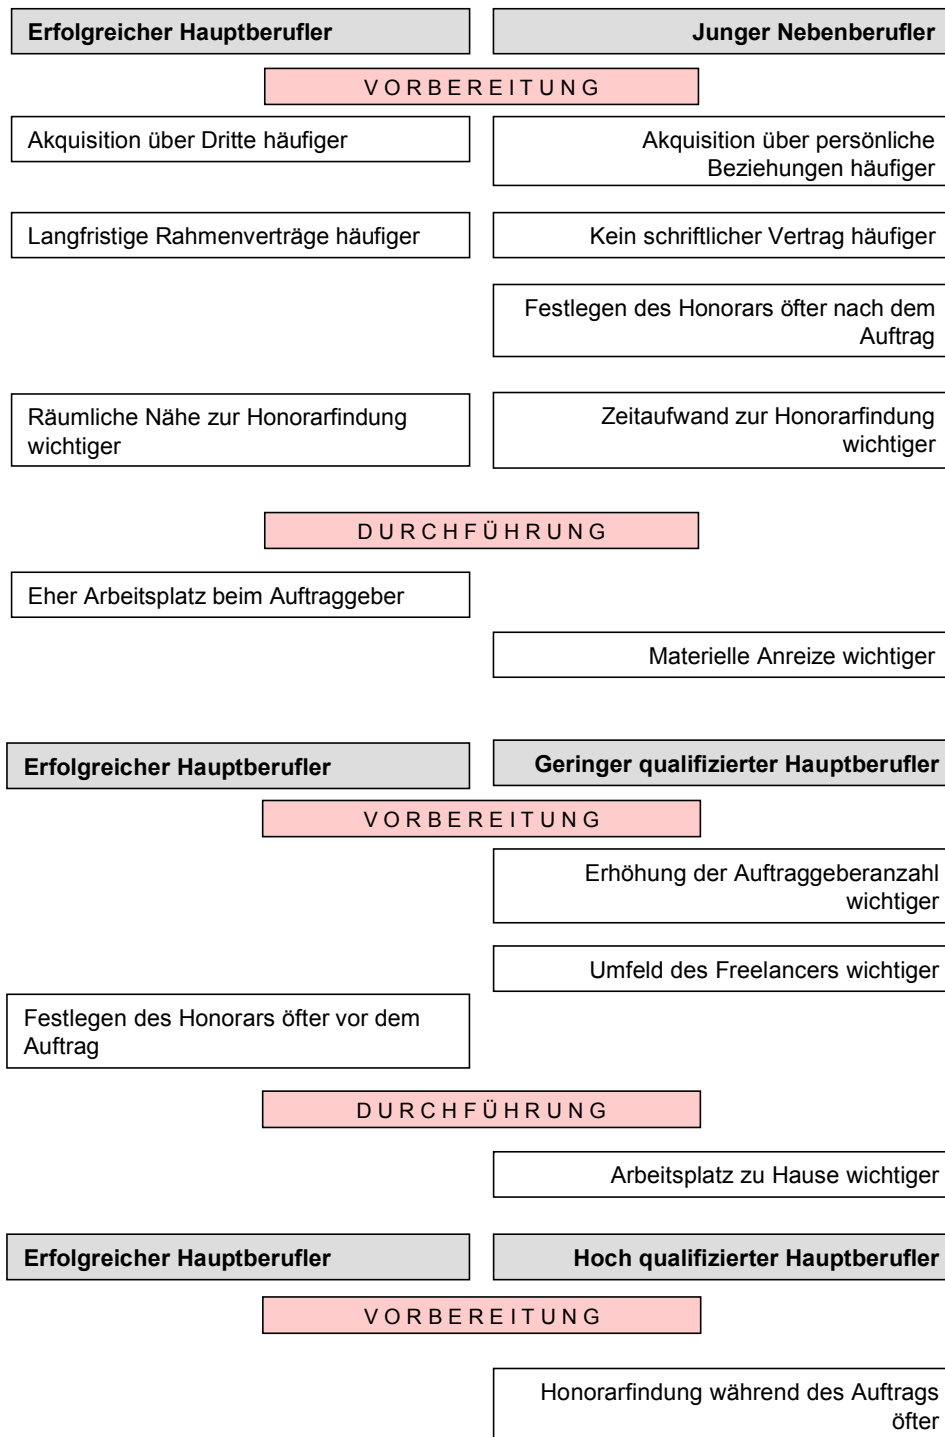 Erfolgreicher Hauptberufler
Junger Nebenberufler
VORBEREITUNG
Akquisition über Dritte häufiger
Akquisition über persönliche
Beziehungen häufiger
Langfristige Rahmenverträge häufiger
Kein schriftlicher Vertrag häufiger
Festlegen des Honorars öfter nach dem
Auftrag
Räumliche Nähe zur Honorarfindung
wichtiger
Zeitaufwand zur Honorarfindung
wichtiger
DURCHFÜHRUNG
Eher Arbeitsplatz beim Auftraggeber
Materielle Anreize wichtiger
Erfolgreicher Hauptberufler
Geringer qualifizierter Hauptberufler
VORBEREITUNG
Erhöhung der Auftraggeberanzahl
wichtiger
Umfeld des Freelancers wichtiger
Festlegen des Honorars öfter vor dem
Auftrag
DURCHFÜHRUNG
Arbeitsplatz zu Hause wichtiger
Erfolgreicher Hauptberufler
Hoch qualifizierter Hauptberufler
VORBEREITUNG
Honorarfindung während des Auftrags
öfter